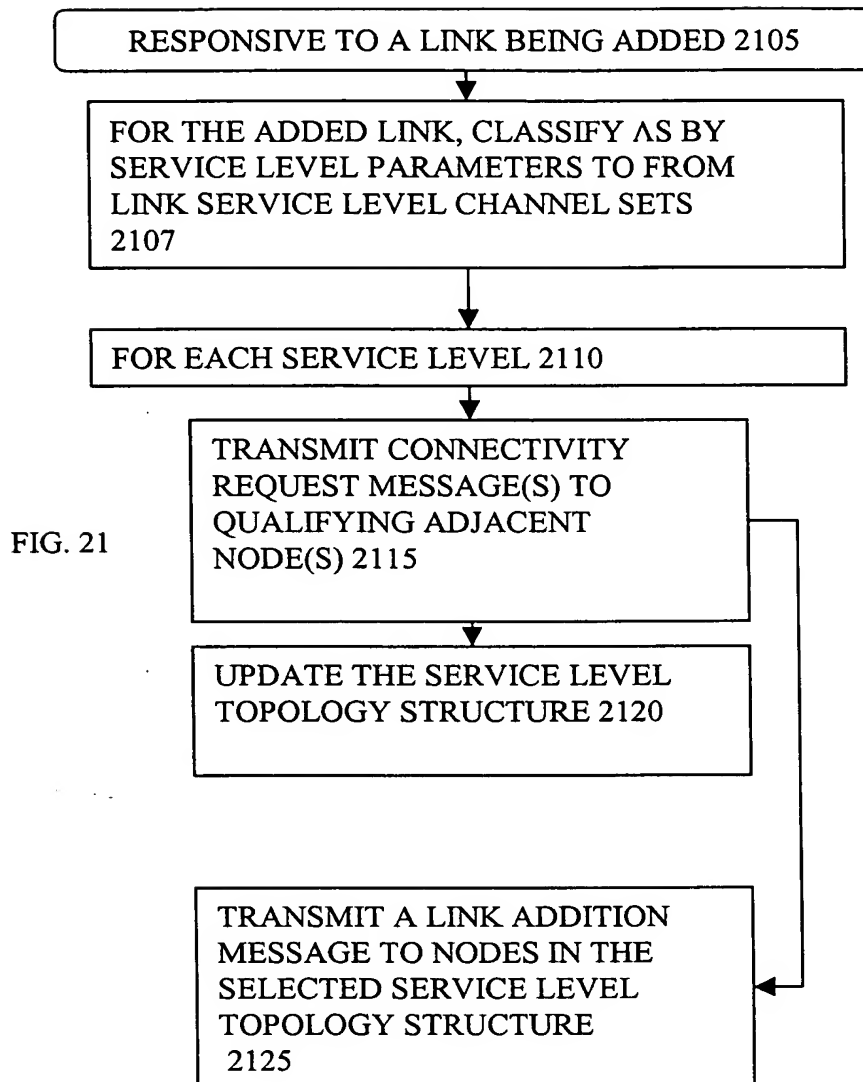 RESPONSIVE TO A LINK BEING ADDED 2105
FOR THE ADDED LINK, CLASSIFY ΛS BY
SERVICE LEVEL PARAMETERS TO FROM
LINK SERVICE LEVEL CHANNEL SETS
2107
FOR EACH SERVICE LEVEL 2110
TRANSMIT CONNECTIVITY
REQUEST MESSAGE(S) TO
QUALIFYING ADJACENT
NODE(S) 2115
FIG. 21
UPDATE THE SERVICE LEVEL
TOPOLOGY STRUCTURE 2120
TRANSMIT A LINK ADDITION
MESSAGE TO NODES IN THE
SELECTED SERVICE LEVEL
TOPOLOGY STRUCTURE
2125